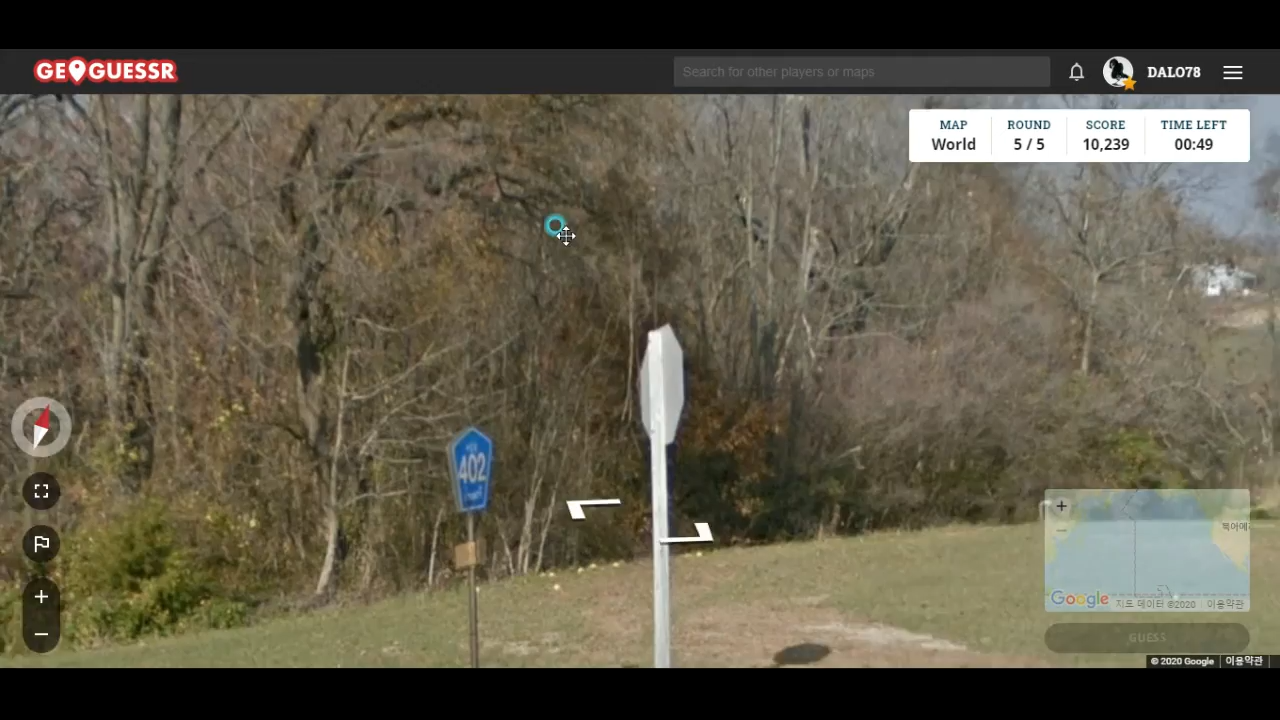 GEOGUESSR
Search for other players or maps
DALO78
MAP
World
ROUND
5 / 5
SCORE
10,239
TIME LEFT
00:49
402
Google
지도 데이터 ©2020
이용약관
GUESS
© 2020 Google
이용약관